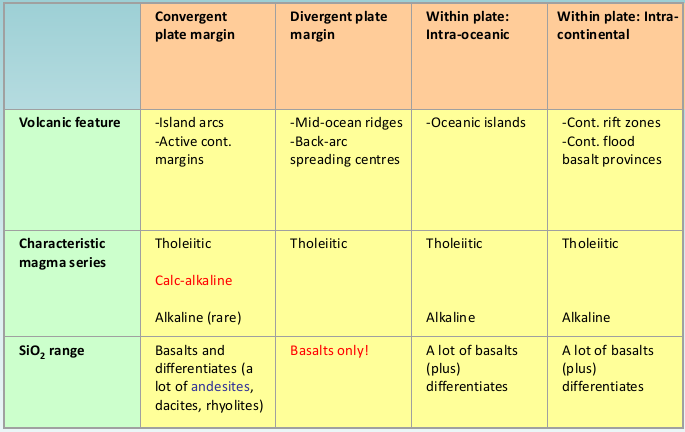 Convergent
plate margin
Divergent plate
margin
Within plate:
Intra-oceanic
Within plate: Intra-
continental
Volcanic feature
-Island arcs
-Active cont.
margins
-Mid-ocean ridges
-Back-arc
spreading centres
-Oceanic islands
-Cont. rift zones
-Cont. flood
basalt provinces
Characteristic
magma series
Tholeiitic
Calc-alkaline
Alkaline (rare)
Tholeiitic
Tholeiitic
Alkaline
Tholeiitic
Alkaline
SiO2 range
Basalts and
differentiates (a
lot of andesites,
dacites, rhyolites)
Basalts only!
A lot of basalts
(plus)
differentiates
A lot of basalts
(plus)
differentiates